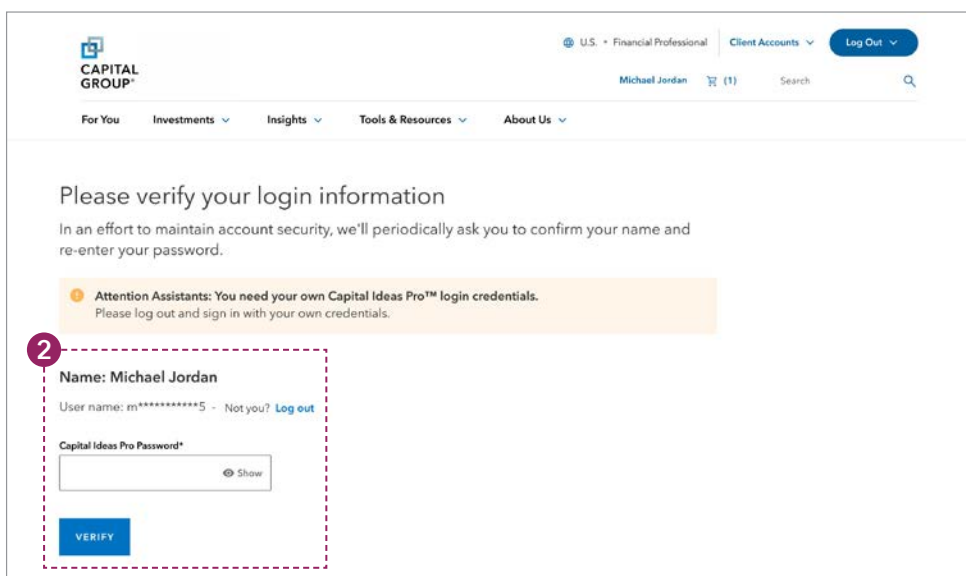 U.S. • Financial Professional Client Accounts Log Out
CAPITAL
GROUP®
Michael Jordan (1) Search
For You Investments Insights Tools & Resources About Us
Please verify your login information
In an effort to maintain account security, we'll periodically ask you to confirm your name and
re-enter your password.
Attention Assistants: You need your own Capital Ideas Pro™ login credentials.
Please log out and sign in with your own credentials.
2
Name: Michael Jordan
User name: m***********5 - Not you? Log out
Capital Ideas Pro Password*
Show
VERIFY